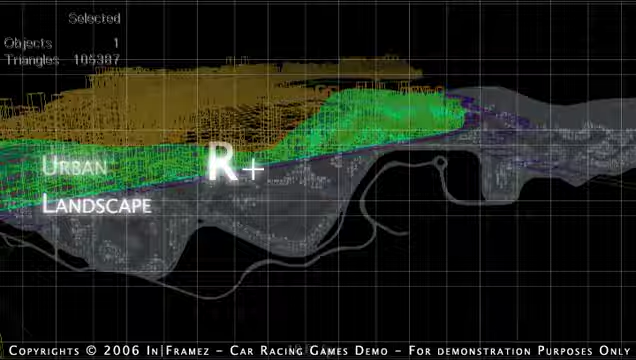 Selected
Objects 1
Triangles 105387
R+
Urban
Landscape
Copyrights © 2006 In|Framez - Car Racing Games Demo - For demonstration Purposes Only